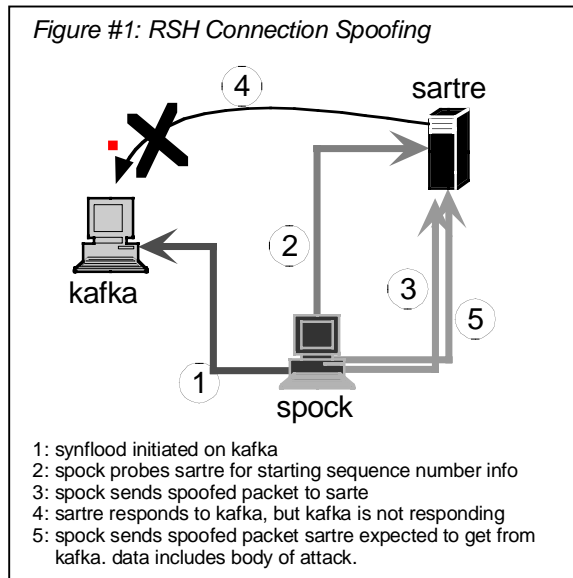 Figure #1: RSH Connection Spoofing
4
sartre
2
3
5
kafka
1
spock
1: synflood initiated on kafka
2: spock probes sartre for starting sequence number info
3: spock sends spoofed packet to sarte
4: sartre responds to kafka, but kafka is not responding
5: spock sends spoofed packet sartre expected to get from
kafka. data includes body of attack.